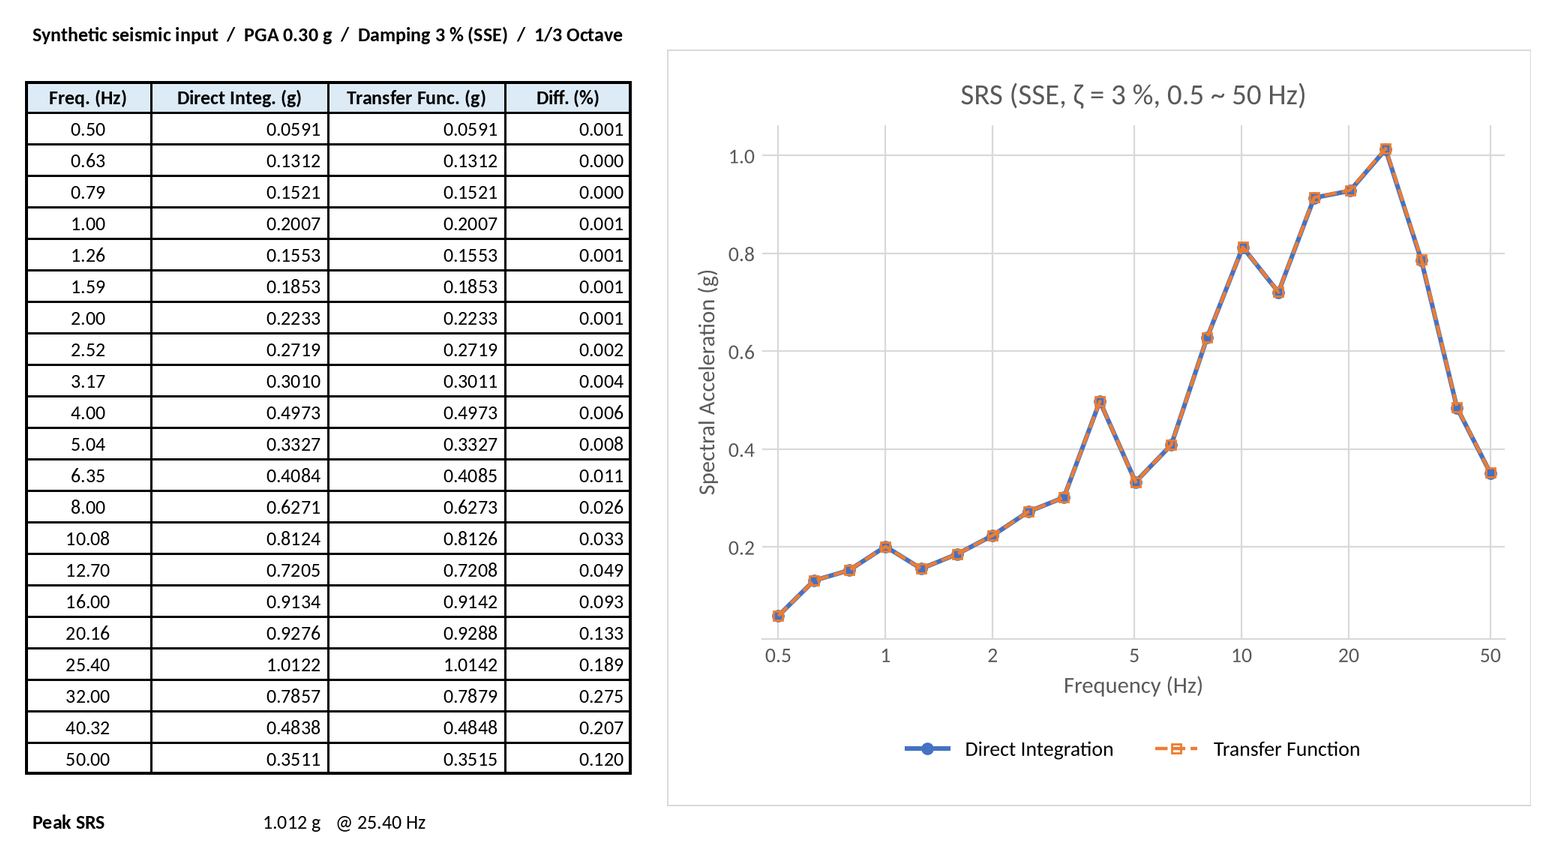 Synthetic seismic input / PGA 0.30 g / Damping 3 % (SSE) / 1/3 Octave
Freq. (Hz) Direct Integ. (g) Transfer Func. (g) Diff. (%)
0.50 0.0591 0.0591 0.001
0.63 0.1312 0.1312 0.000
0.79 0.1521 0.1521 0.000
1.00 0.2007 0.2007 0.001
1.26 0.1553 0.1553 0.001
1.59 0.1853 0.1853 0.001
2.00 0.2233 0.2233 0.001
2.52 0.2719 0.2719 0.002
3.17 0.3010 0.3011 0.004
4.00 0.4973 0.4973 0.006
5.04 0.3327 0.3327 0.008
6.35 0.4084 0.4085 0.011
8.00 0.6271 0.6273 0.026
10.08 0.8124 0.8126 0.033
12.70 0.7205 0.7208 0.049
16.00 0.9134 0.9142 0.093
20.16 0.9276 0.9288 0.133
25.40 1.0122 1.0142 0.189
32.00 0.7857 0.7879 0.275
40.32 0.4838 0.4848 0.207
50.00 0.3511 0.3515 0.120
Peak SRS 1.012 g @ 25.40 Hz
SRS (SSE, ζ = 3 %, 0.5 ~ 50 Hz)
Spectral Acceleration (g)
1.0
0.8
0.6
0.4
0.2
0.5 1 2 5 10 20 50
Frequency (Hz)
Direct Integration Transfer Function